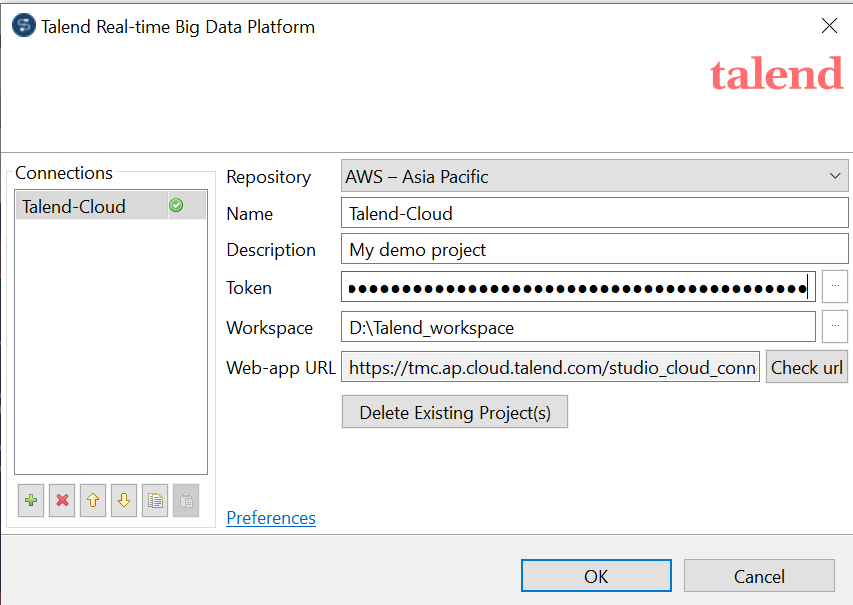 Talend Real-time Big Data Platform
talend
Connections
Talend-Cloud
Repository AWS – Asia Pacific
Name Talend-Cloud
Description My demo project
Token ●●●●●●●●●●●●●●●●●●●●●●●●●●●●●●●●●●● ...
Workspace D:\Talend_workspace ...
Web-app URL https://tmc.ap.cloud.talend.com/studio_cloud_conn Check url
Delete Existing Project(s)
Preferences
OK Cancel